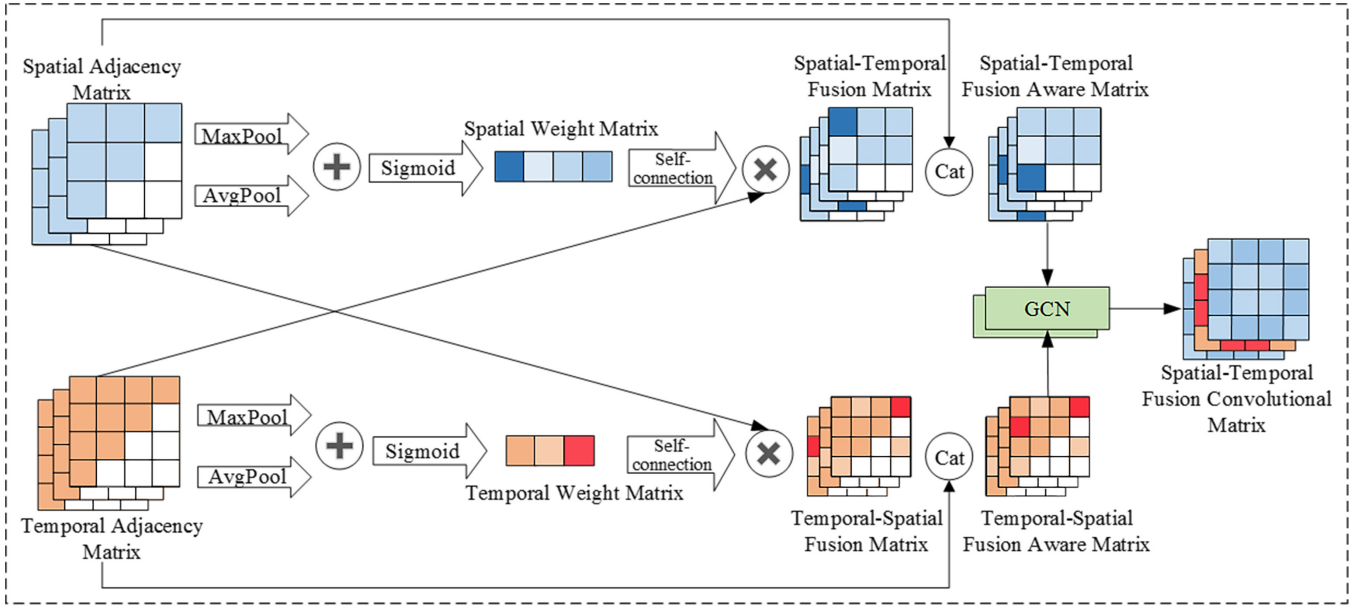 Spatial Adjacency
Matrix
MaxPool
AvgPool
Sigmoid
Spatial Weight Matrix
Self-
connection
Spatial-Temporal
Fusion Matrix
Cat
Spatial-Temporal
Fusion Aware Matrix
GCN
Spatial-Temporal
Fusion Convolutional
Matrix
MaxPool
AvgPool
Sigmoid
Temporal Weight Matrix
Self-
connection
Cat
Temporal Adjacency
Matrix
Temporal-Spatial
Fusion Matrix
Temporal-Spatial
Fusion Aware Matrix